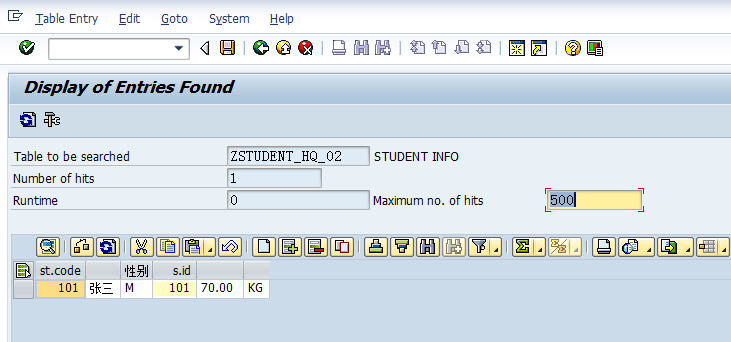 Table Entry Edit Goto System Help
Display of Entries Found
Table to be searched ZSTUDENT_HQ_02 STUDENT INFO
Number of hits 1
Runtime 0 Maximum no. of hits 500
st.code 性别 s.id
101 张三 M 101 70.00 KG